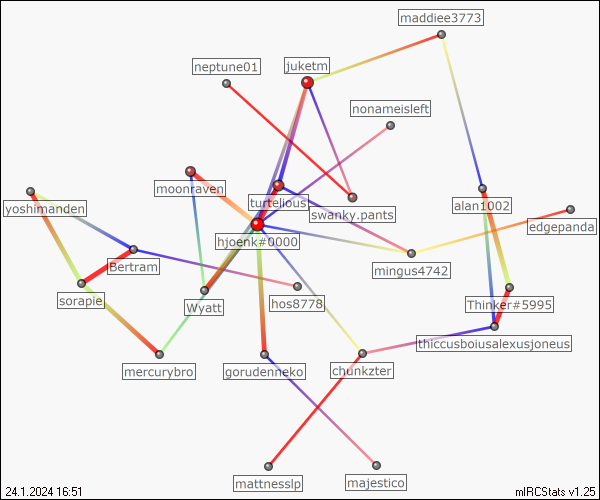 maddiee3773
neptune01
juketm
nonameisleft
moonraven
turtelious
yoshimanden
swanky.pants
alan1002
edgepanda
hjoenk#0000
Bertram
mingus4742
sorapie
Wyatt
hos8778
Thinker#5995
thiccusboiusalexusjoneus
mercurybro
gorudenneko
chunkzter
mattnesslp
majestico
24.1.2024 16:51
mIRCStats v1.25